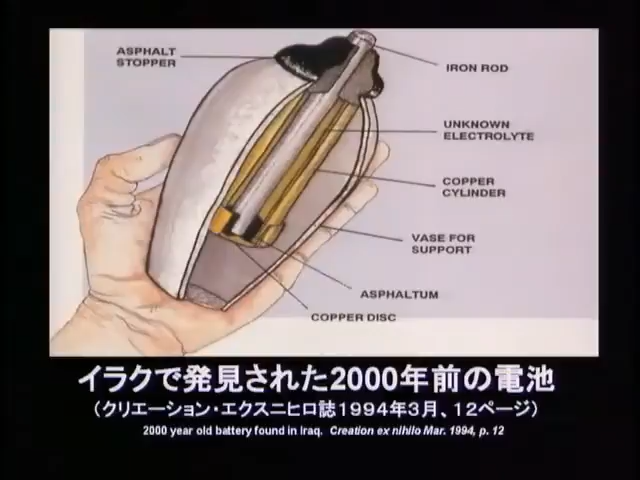 ASPHALT
STOPPER
IRON ROD
UNKNOWN
ELECTROLYTE
COPPER
CYLINDER
VASE FOR
SUPPORT
ASPHALTUM
COPPER DISC
イラクで発見された2000年前の電池
（クリエーション・エクスニヒロ誌1994年3月、12ページ）
2000 year old battery found in Iraq. Creation ex nihilo Mar. 1994, p. 12